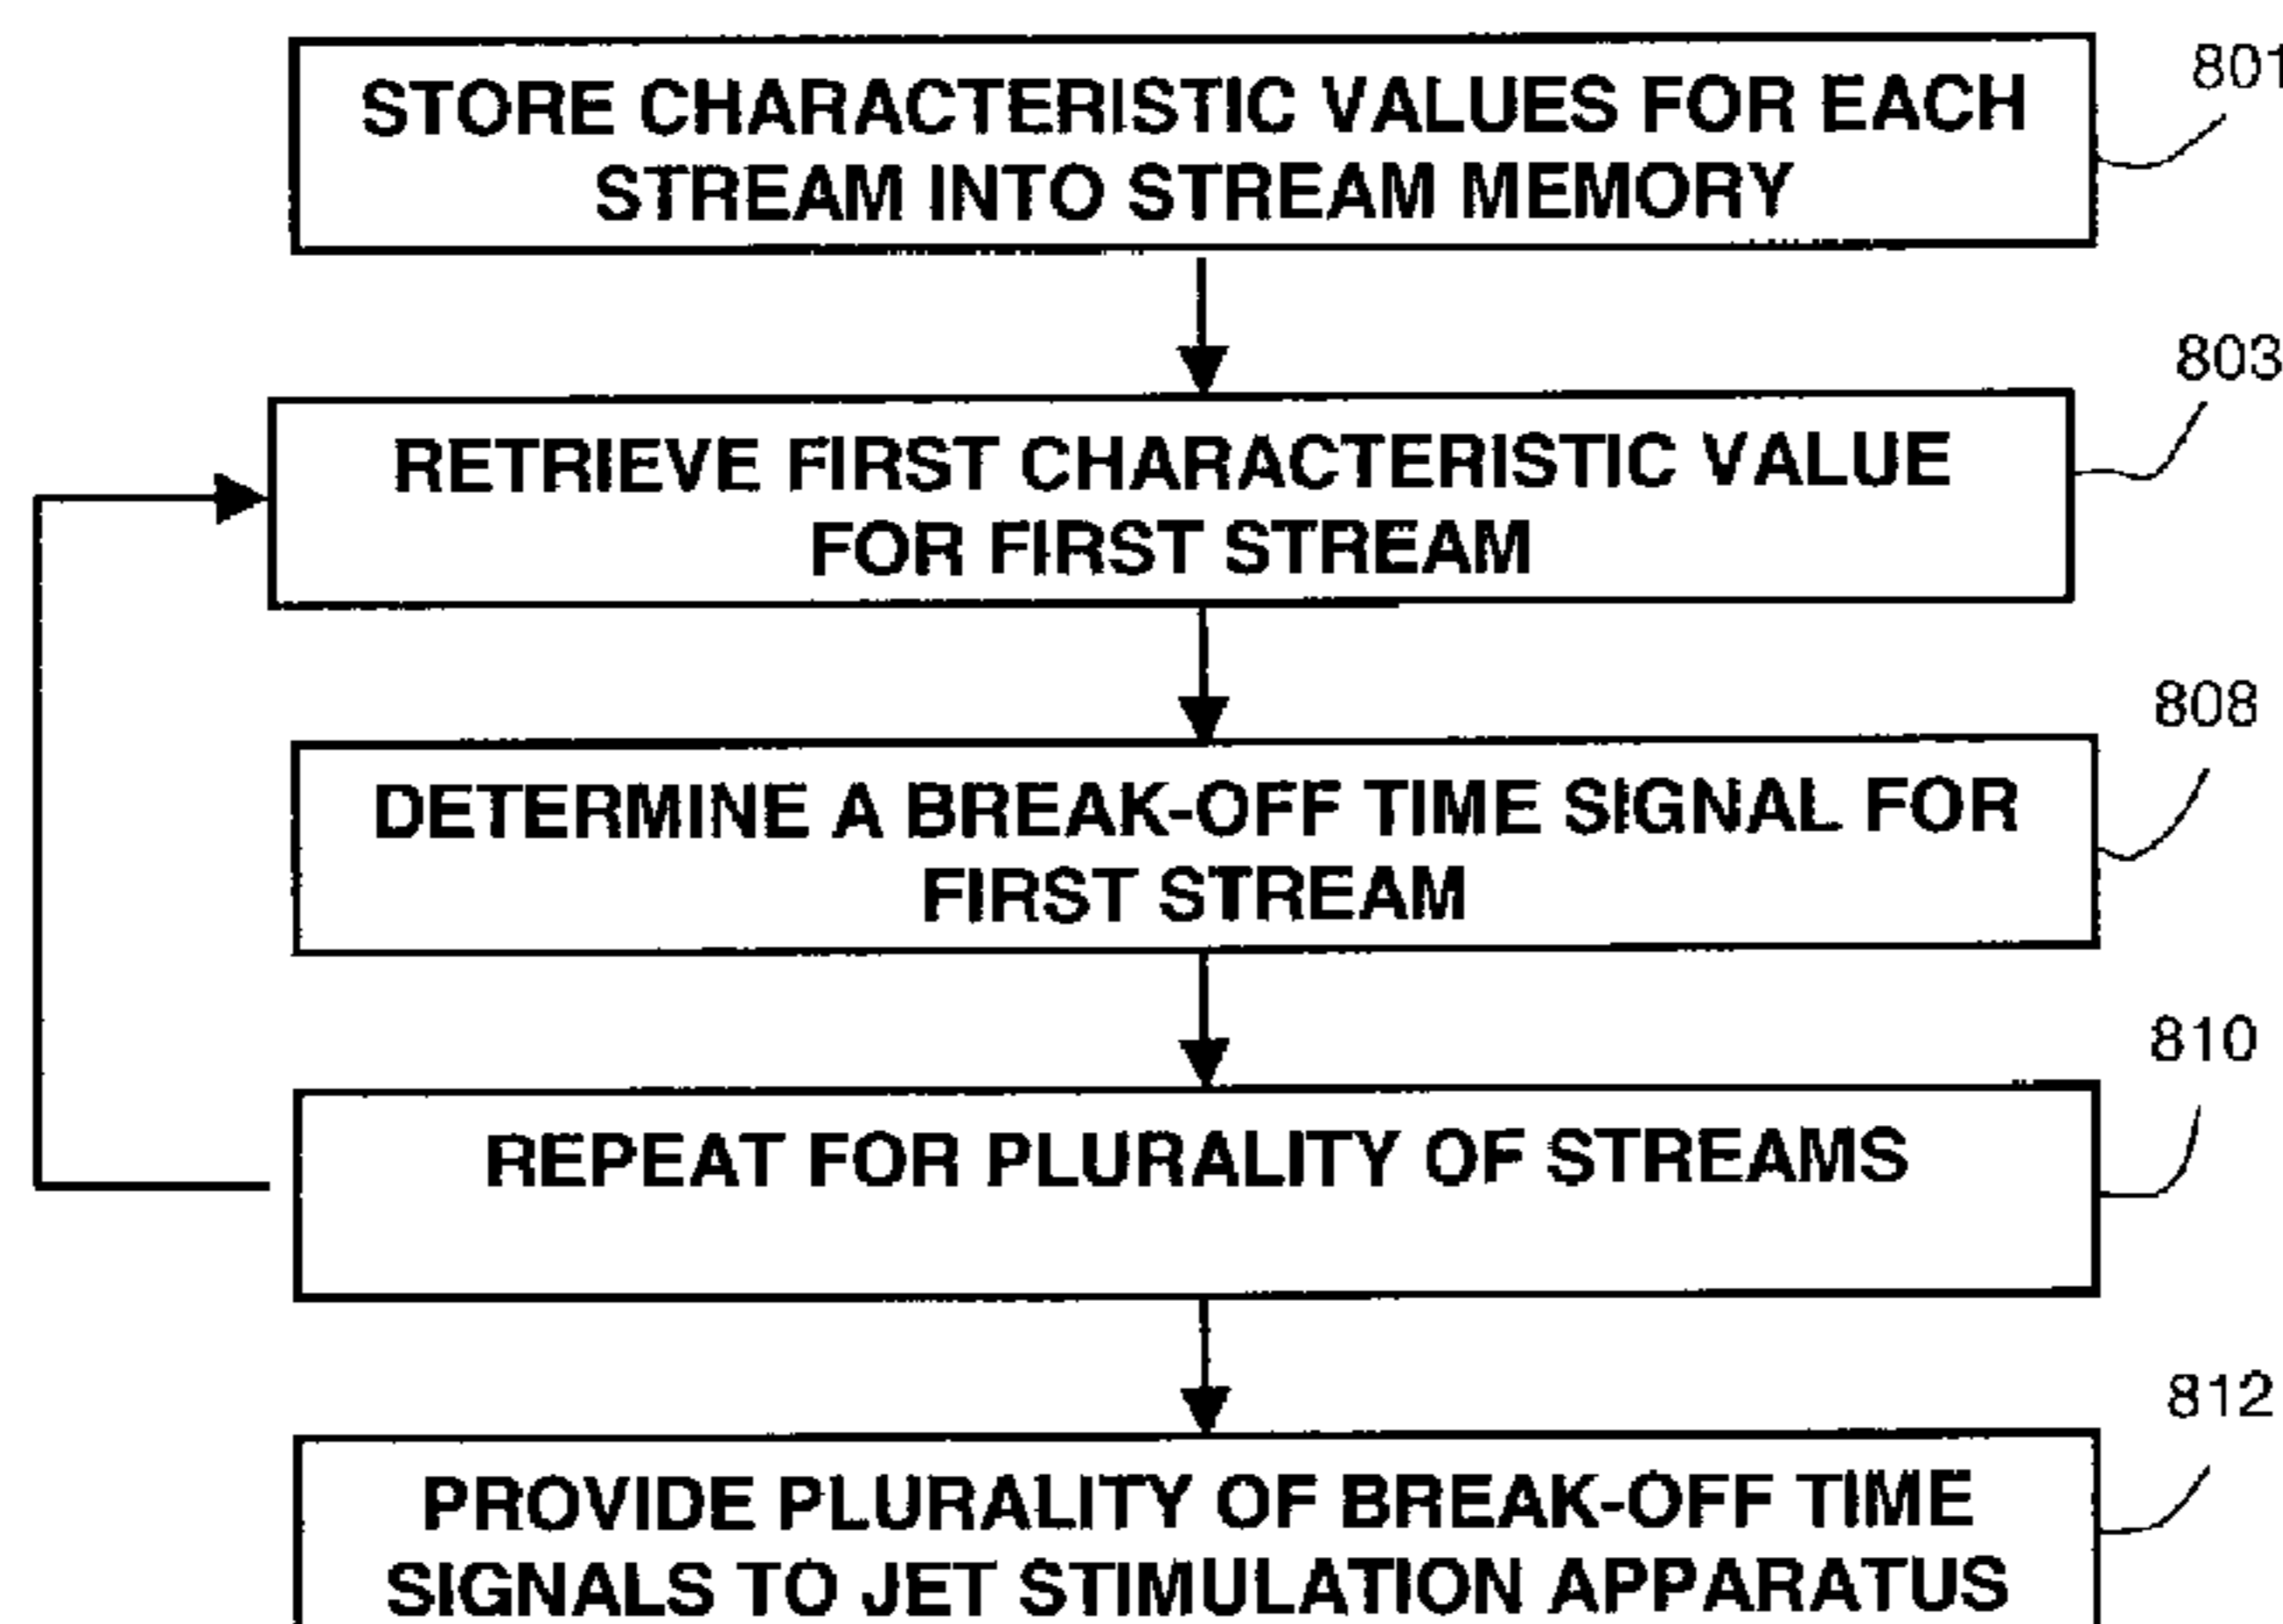 STORE CHARACTERISTIC VALUES FOR EACH
STREAM INTO STREAM MEMORY
801
RETRIEVE FIRST CHARACTERISTIC VALUE
FOR FIRST STREAM
803
DETERMINE A BREAK-OFF TIME SIGNAL FOR
FIRST STREAM
808
REPEAT FOR PLURALITY OF STREAMS
810
PROVIDE PLURALITY OF BREAK-OFF TIME
SIGNALS TO JET STIMULATION APPARATUS
812